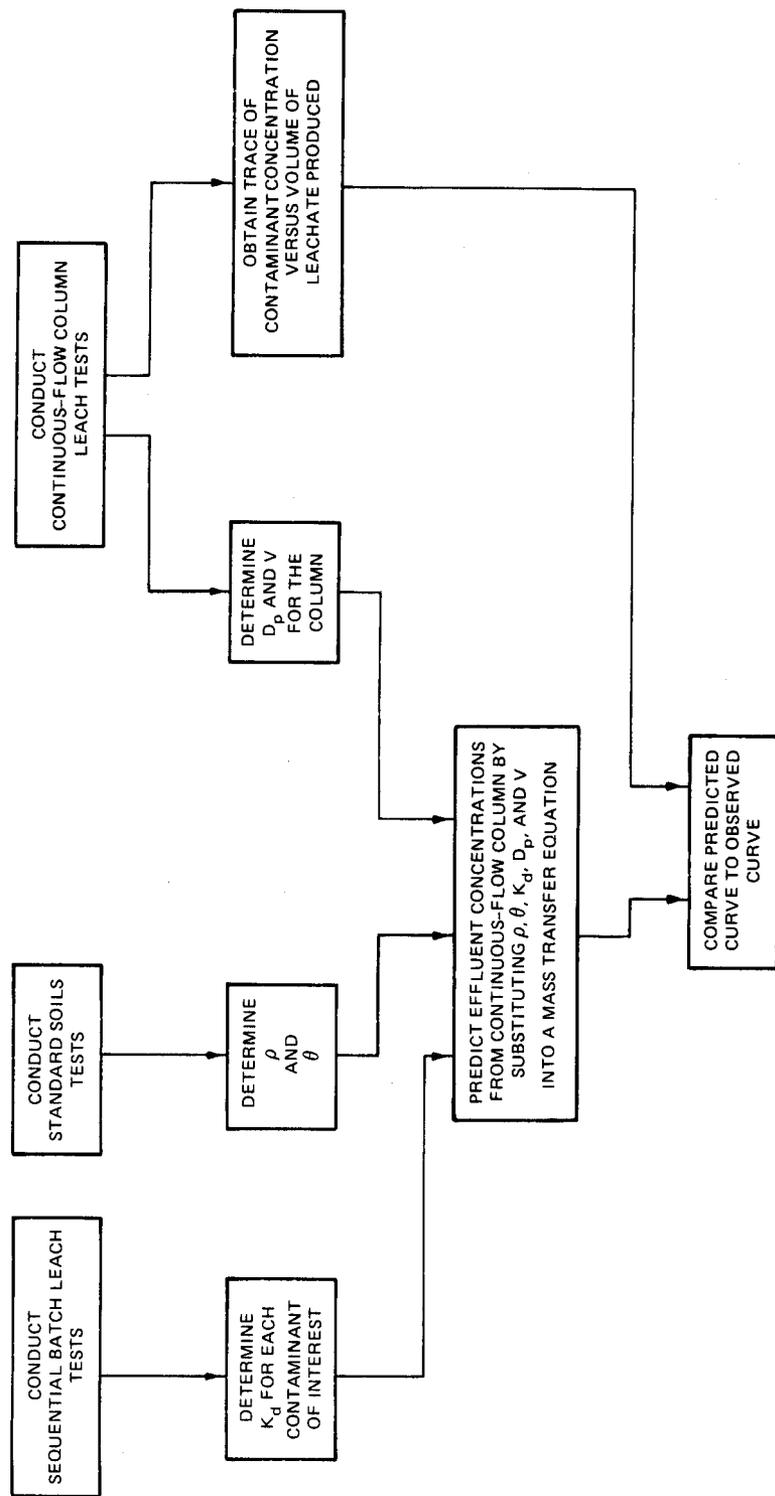 CONDUCT
SEQUENTIAL BATCH LEACH
TESTS
CONDUCT
STANDARD SOILS
TESTS
CONDUCT
CONTINUOUS-FLOW COLUMN
LEACH TESTS
DETERMINE
K_d FOR EACH
CONTAMINANT
OF INTEREST
DETERMINE
ρ
AND
θ
DETERMINE
D_p AND V
FOR THE
COLUMN
OBTAIN TRACE OF
CONTAMINANT CONCENTRATION
VERSUS VOLUME OF
LEACHATE PRODUCED
PREDICT EFFLUENT CONCENTRATIONS
FROM CONTINUOUS-FLOW COLUMN BY
SUBSTITUTING ρ, θ, K_d, D_p, AND V
INTO A MASS TRANSFER EQUATION
COMPARE PREDICTED
CURVE TO OBSERVED
CURVE